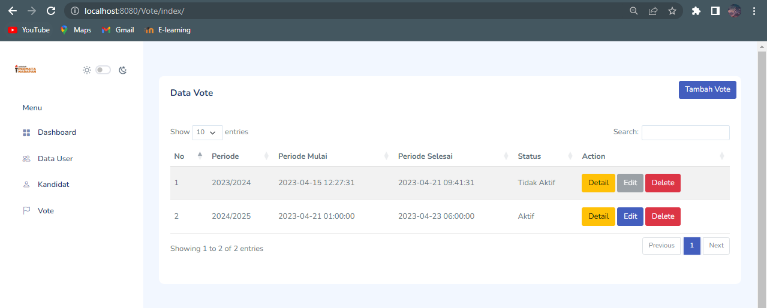 localhost:8080/Vote/index/
YouTube Maps Gmail E-learning
Menu
Dashboard
Data User
Kandidat
Vote
Data Vote
Tambah Vote
Show 10 entries
Search:
No Periode Periode Mulai Periode Selesai Status Action
1 2023/2024 2023-04-15 12:27:31 2023-04-21 09:41:31 Tidak Aktif Detail Edit Delete
2 2024/2025 2023-04-21 01:00:00 2023-04-23 06:00:00 Aktif Detail Edit Delete
Showing 1 to 2 of 2 entries
Previous 1 Next